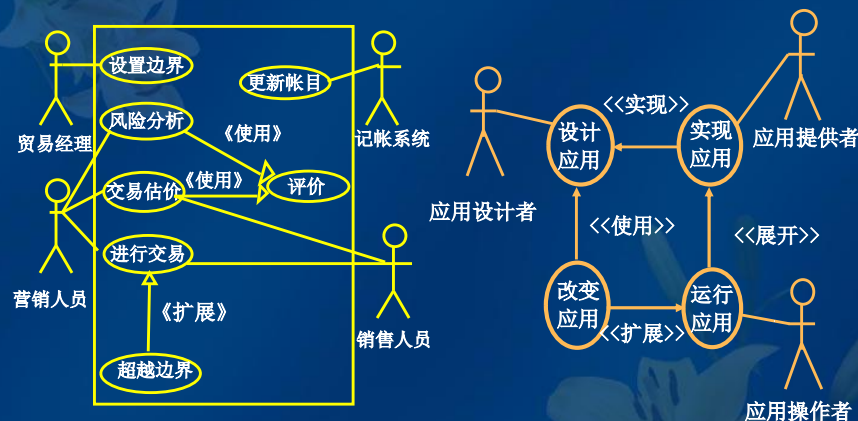 设置边界
更新帐目
贸易经理
记帐系统
风险分析
《使用》
交易估价
《使用》
评价
进行交易
营销人员
《扩展》
销售人员
超越边界
<<实现>>
设计
应用
实现
应用
应用提供者
应用设计者
<<使用>>
<<展开>>
改变
应用
运行
应用
<<扩展>>
应用操作者